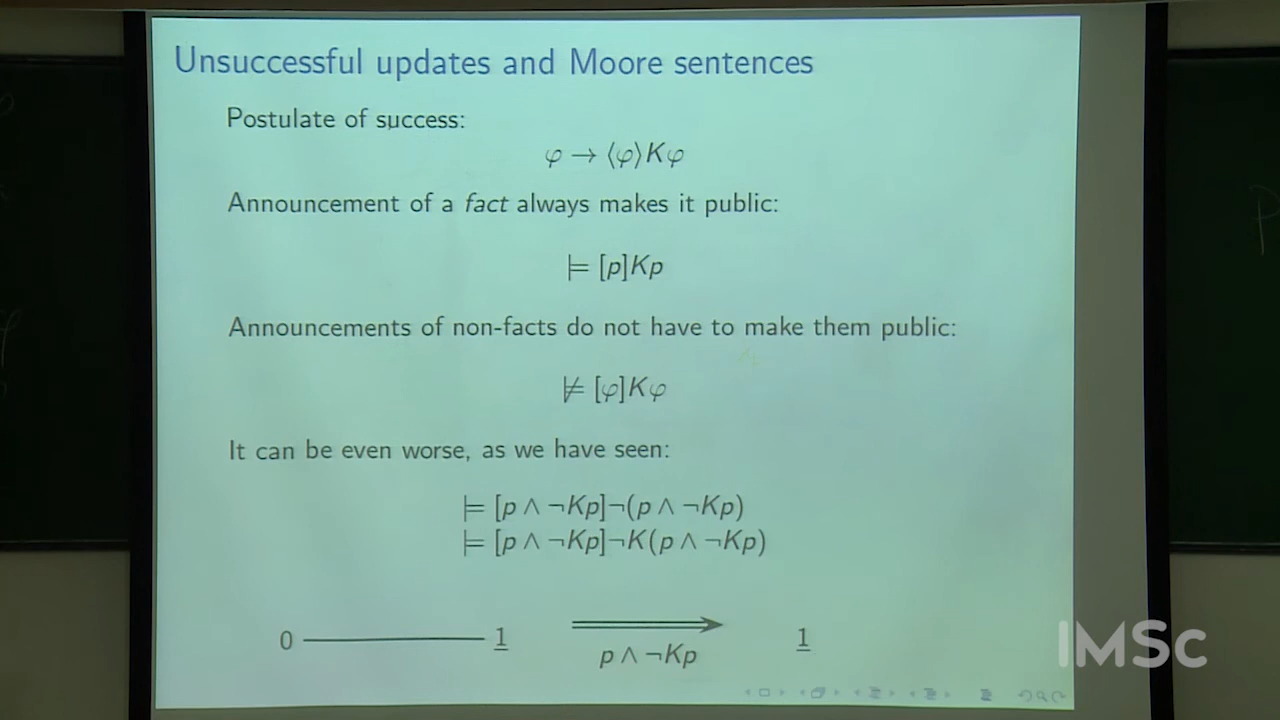 Unsuccessful updates and Moore sentences
Postulate of success:
φ → ⟨φ⟩Kφ
Announcement of a fact always makes it public:
⊨ [p]Kp
Announcements of non-facts do not have to make them public:
⊭ [φ]Kφ
It can be even worse, as we have seen:
⊨ [p ∧ ¬Kp]¬(p ∧ ¬Kp)
⊨ [p ∧ ¬Kp]¬K(p ∧ ¬Kp)
0 1 1
p ∧ ¬Kp
IMSc